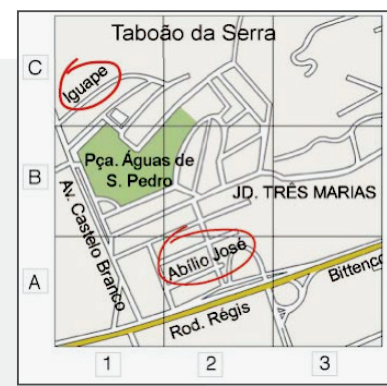 Taboão da Serra
C
Iguape
B
Pça. Águas de
S. Pedro
JD. TRÊS MARIAS
Av. Castelo Branco
A
Abílio José
Bittenco
Rod. Régis
1
2
3